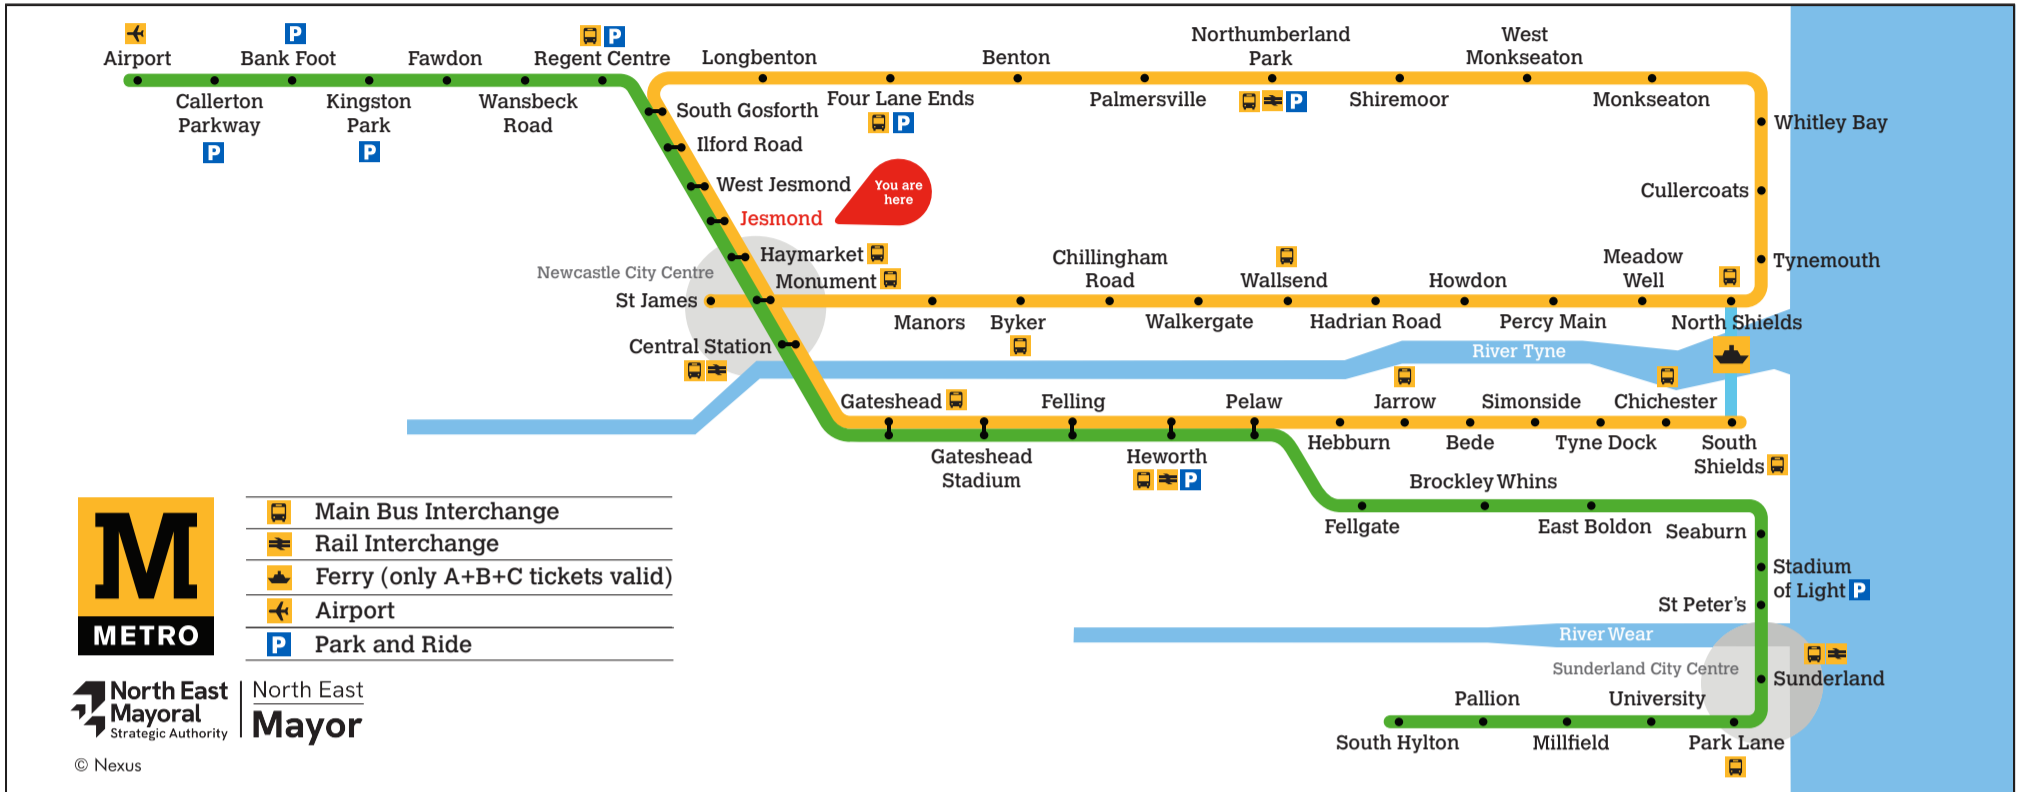 Airport
Callerton
Parkway
P
Bank Foot
P
Kingston
Park
P
Fawdon
Wansbeck
Road
Regent Centre
P
South Gosforth
Ilford Road
West Jesmond
Jesmond
You are
here
Haymarket
Monument
Newcastle City Centre
St James
Central Station
Longbenton
Four Lane Ends
P
Benton
Palmersville
Northumberland
Park
P
Shiremoor
West
Monkseaton
Monkseaton
Whitley Bay
Cullercoats
Tynemouth
North Shields
Meadow
Well
Percy Main
Howdon
Hadrian Road
Wallsend
Walkergate
Chillingham
Road
Byker
Manors
River Tyne
Gateshead
Gateshead
Stadium
Felling
Heworth
P
Pelaw
Hebburn
Jarrow
Bede
Simonside
Tyne Dock
Chichester
South
Shields
Fellgate
Brockley Whins
East Boldon
Seaburn
Stadium
of Light P
St Peter's
River Wear
Sunderland City Centre
Sunderland
Park Lane
University
Millfield
Pallion
South Hylton
M
METRO
Main Bus Interchange
Rail Interchange
Ferry (only A+B+C tickets valid)
Airport
P Park and Ride
North East
Mayoral
Strategic Authority
North East
Mayor
© Nexus